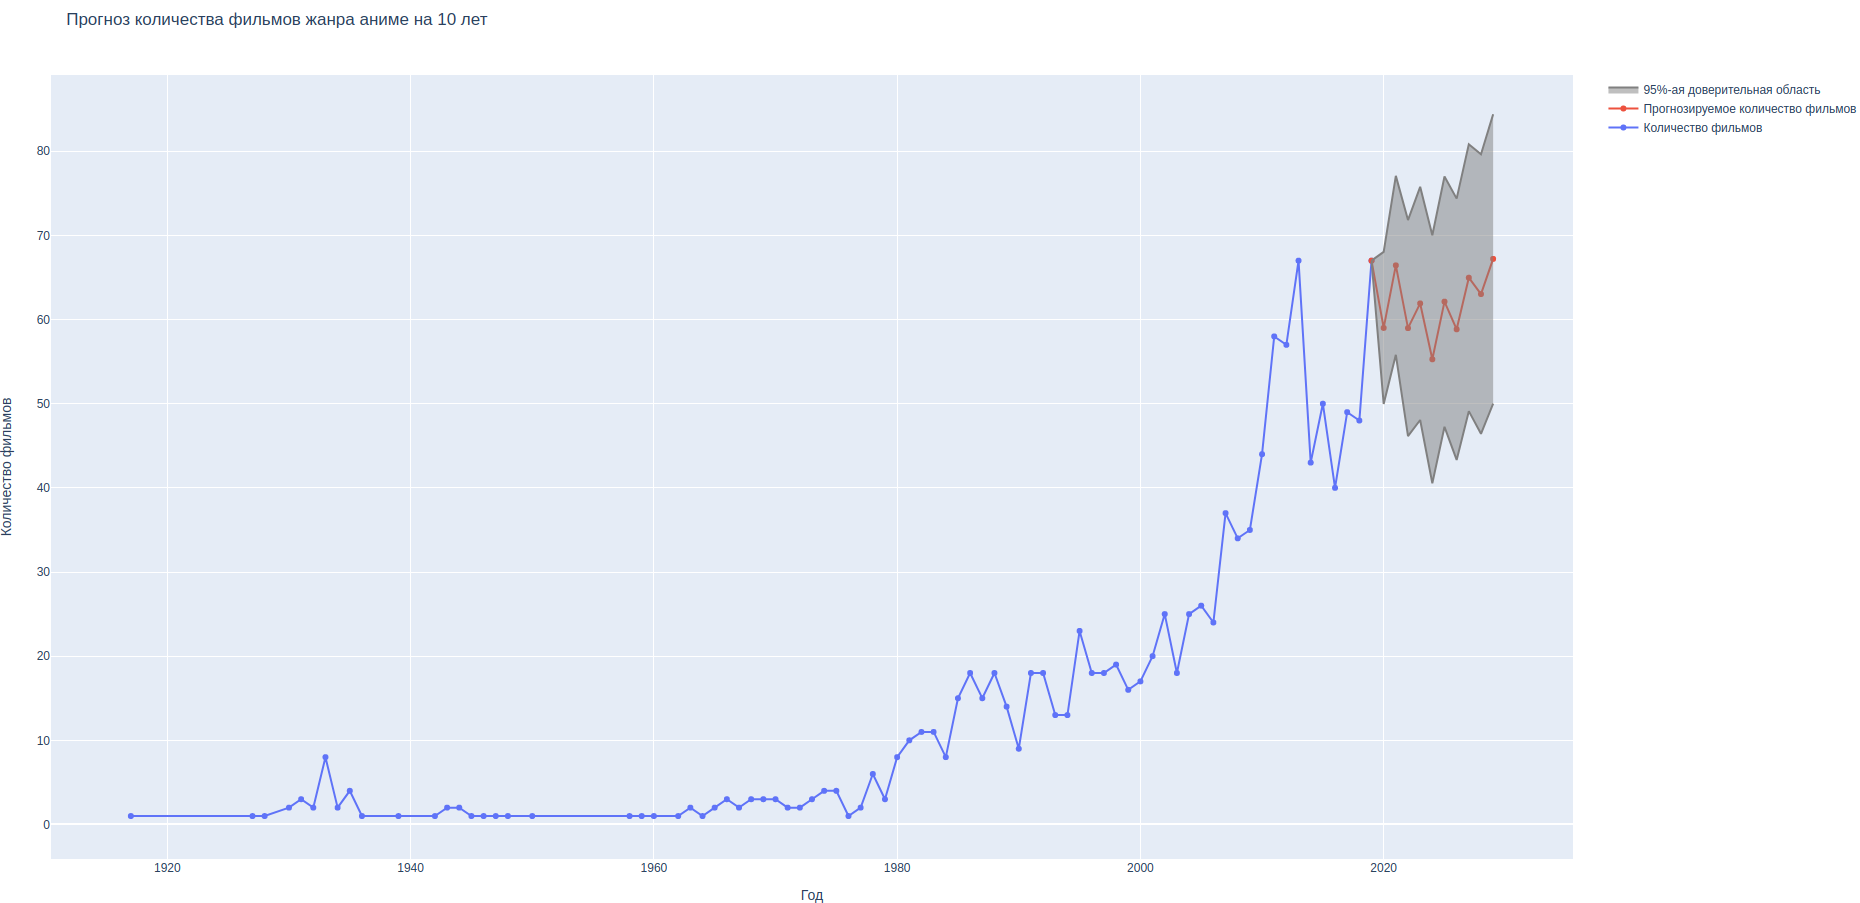 Прогноз количества фильмов жанра аниме на 10 лет
95%-ая доверительная область
Прогнозируемое количество фильмов
Количество фильмов
80
70
60
50
40
30
20
10
0
Количество фильмов
1920
1940
1960
1980
2000
2020
Год